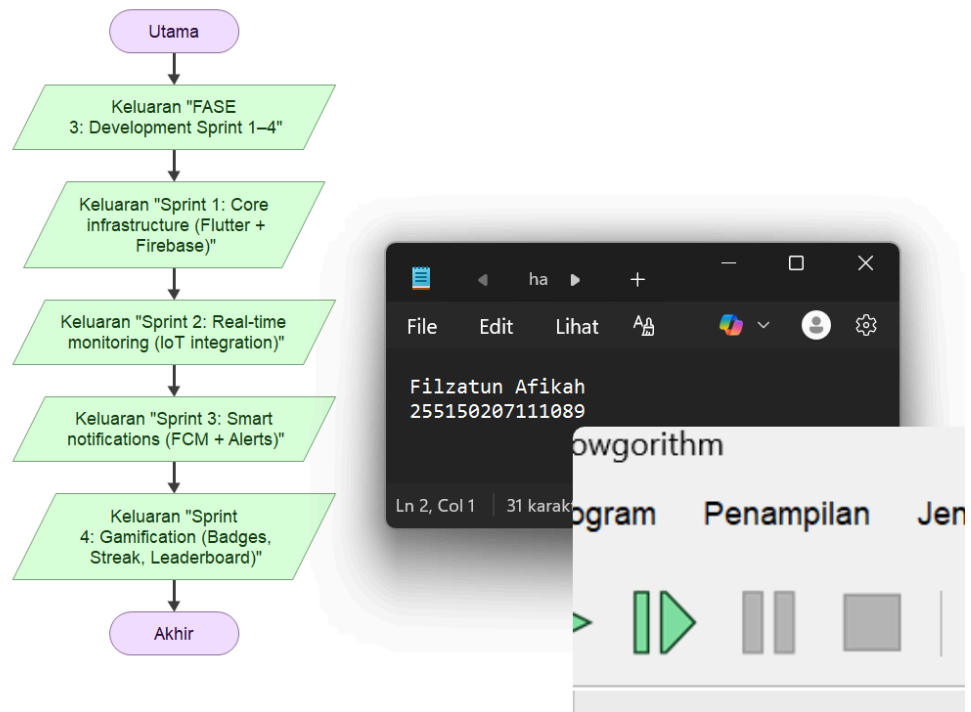 Utama
Keluaran "FASE
3: Development Sprint 1–4"
Keluaran "Sprint 1: Core
infrastructure (Flutter +
Firebase)"
Keluaran "Sprint 2: Real-time
monitoring (IoT integration)"
Keluaran "Sprint 3: Smart
notifications (FCM + Alerts)"
Keluaran "Sprint
4: Gamification (Badges,
Streak, Leaderboard)"
Akhir
ha
File Edit Lihat
Filzatun Afikah
255150207111089
Ln 2, Col 1 31 karak
owgorithm
ogram Penampilan Jen